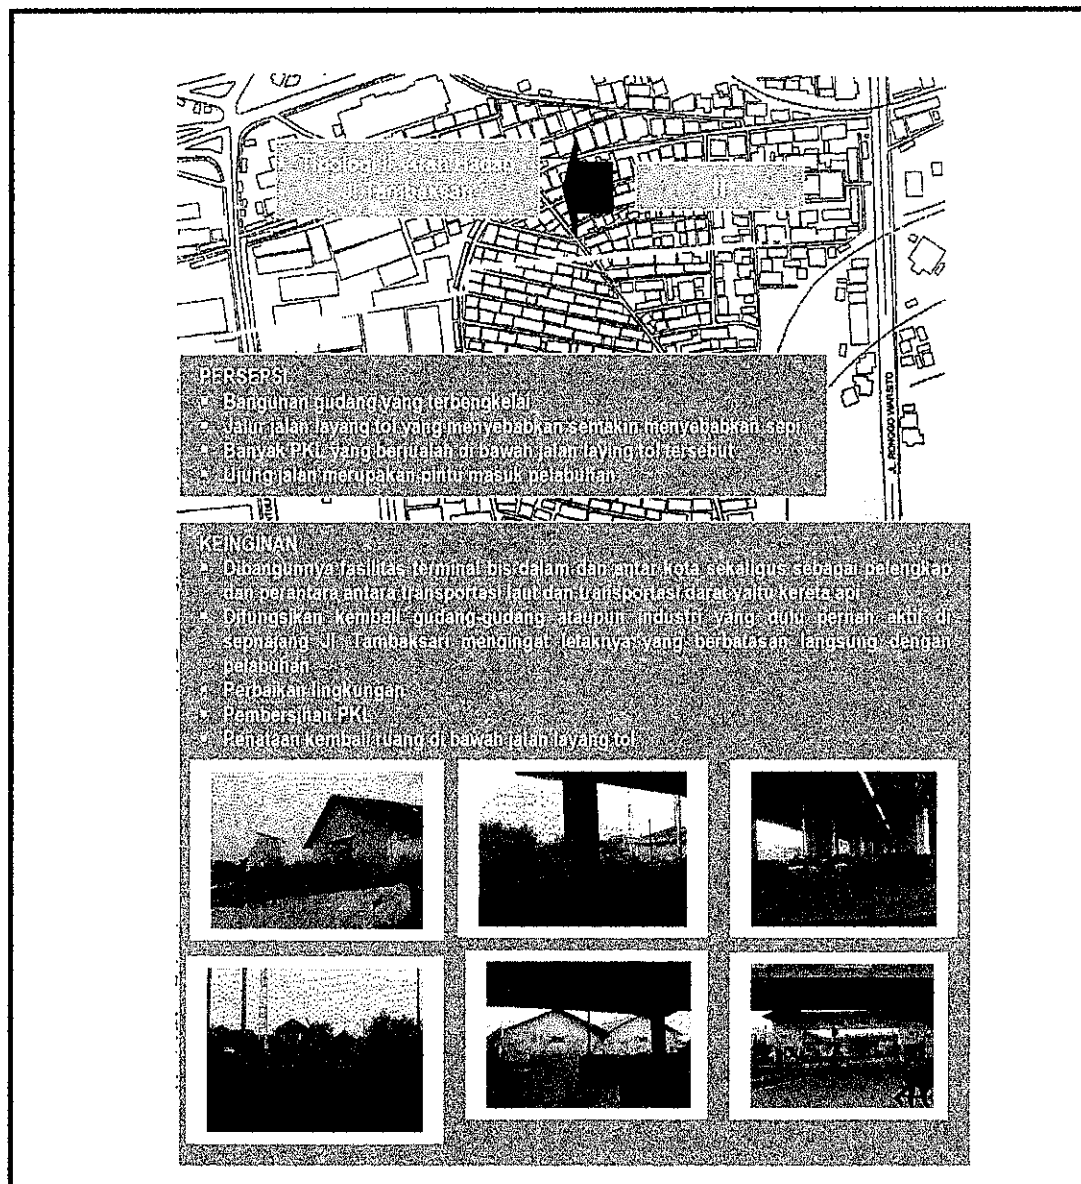 JL. RONGGO WARSITO
PERSEPSI
Bangunan gudang yang terbengkelai
Jalur jalan layang tol yang menyebabkan semakin menyebabkan sepi
Banyak PKL yang berjualan di bawah jalan laying tol tersebut
Ujung jalan merupakan pintu masuk pelabuhan
KEINGINAN
Dibangunnya fasilitas terminal bis dalam dan antar kota sekaligus sebagai pelengkap
dari perantara antara transportasi laut dan transportasi darat yaitu kereta api
Difungsikan kembali gudang-gudang ataupun industri yang dulu pernah aktif di
Jl. Tambaksari mengingat letaknya yang berbatasan langsung dengan
pelabuhan
Perbaikan lingkungan
Pembersihan PKL
Penataan kembali ruang di bawah jalan layang tol